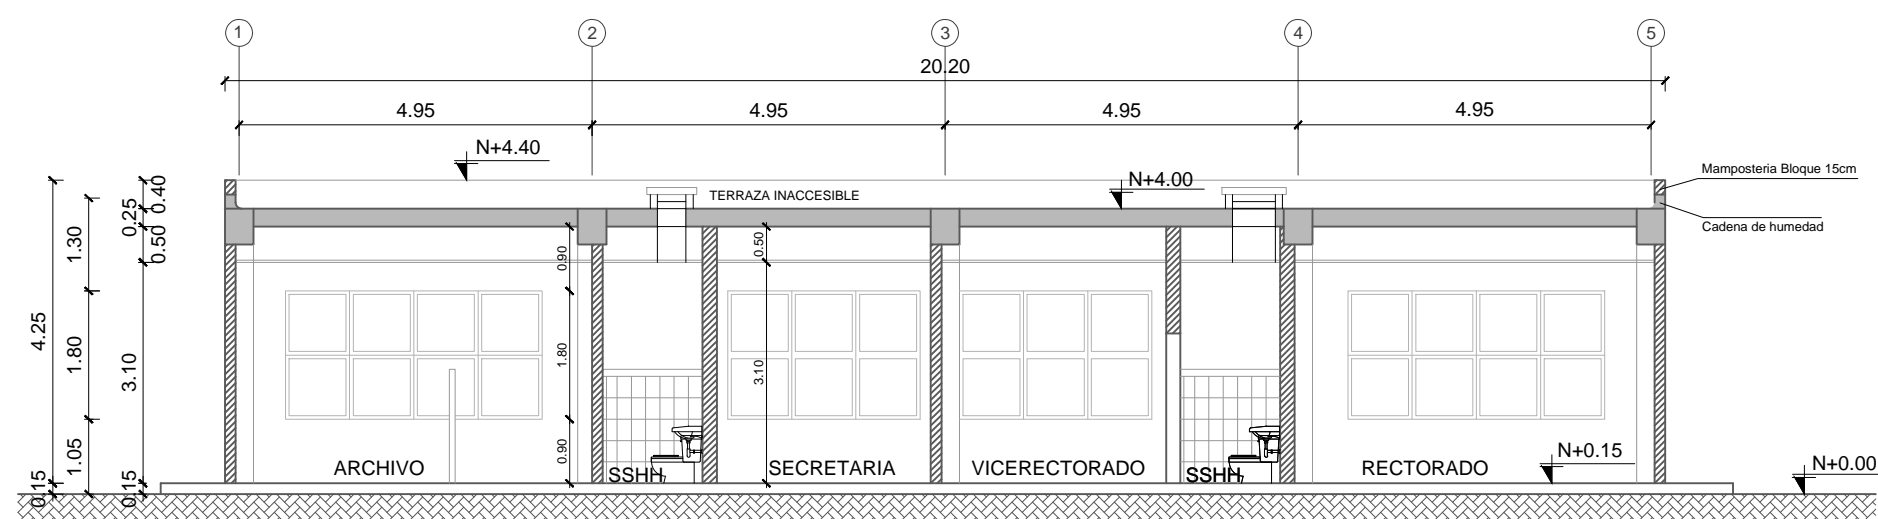 1 2 3 4 5
20.20
4.95 4.95 4.95 4.95
N+4.40
N+4.00
TERRAZA INACCESIBLE
Mamposteria Bloque 15cm
Cadena de humedad
0.40
0.25
0.50
1.30
4.25
1.80
3.10
1.05
0.15
0.15
0.90
1.80
0.90
0.50
3.10
ARCHIVO
SSHH
SECRETARIA
VICERECTORADO
SSHH
RECTORADO
N+0.15
N+0.00